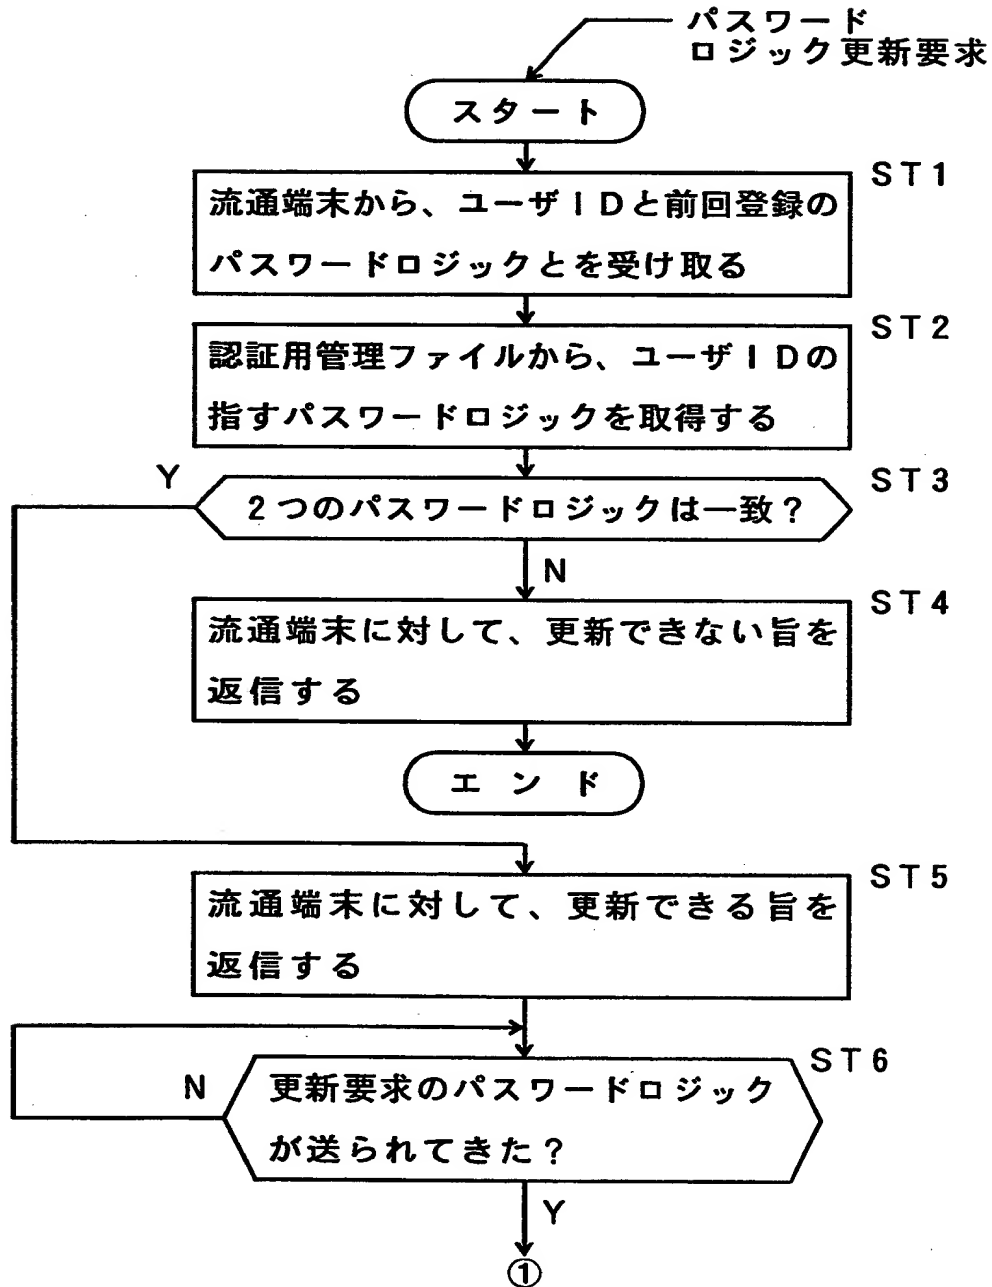 パスワード
ロジック更新要求
スタート
ST1
流通端末から、ユーザIDと前回登録の
パスワードロジックとを受け取る
ST2
認証用管理ファイルから、ユーザIDの
指すパスワードロジックを取得する
ST3
Y
2つのパスワードロジックは一致?
N
ST4
流通端末に対して、更新できない旨を
返信する
エンド
ST5
流通端末に対して、更新できる旨を
返信する
ST6
N
更新要求のパスワードロジック
が送られてきた?
Y
①